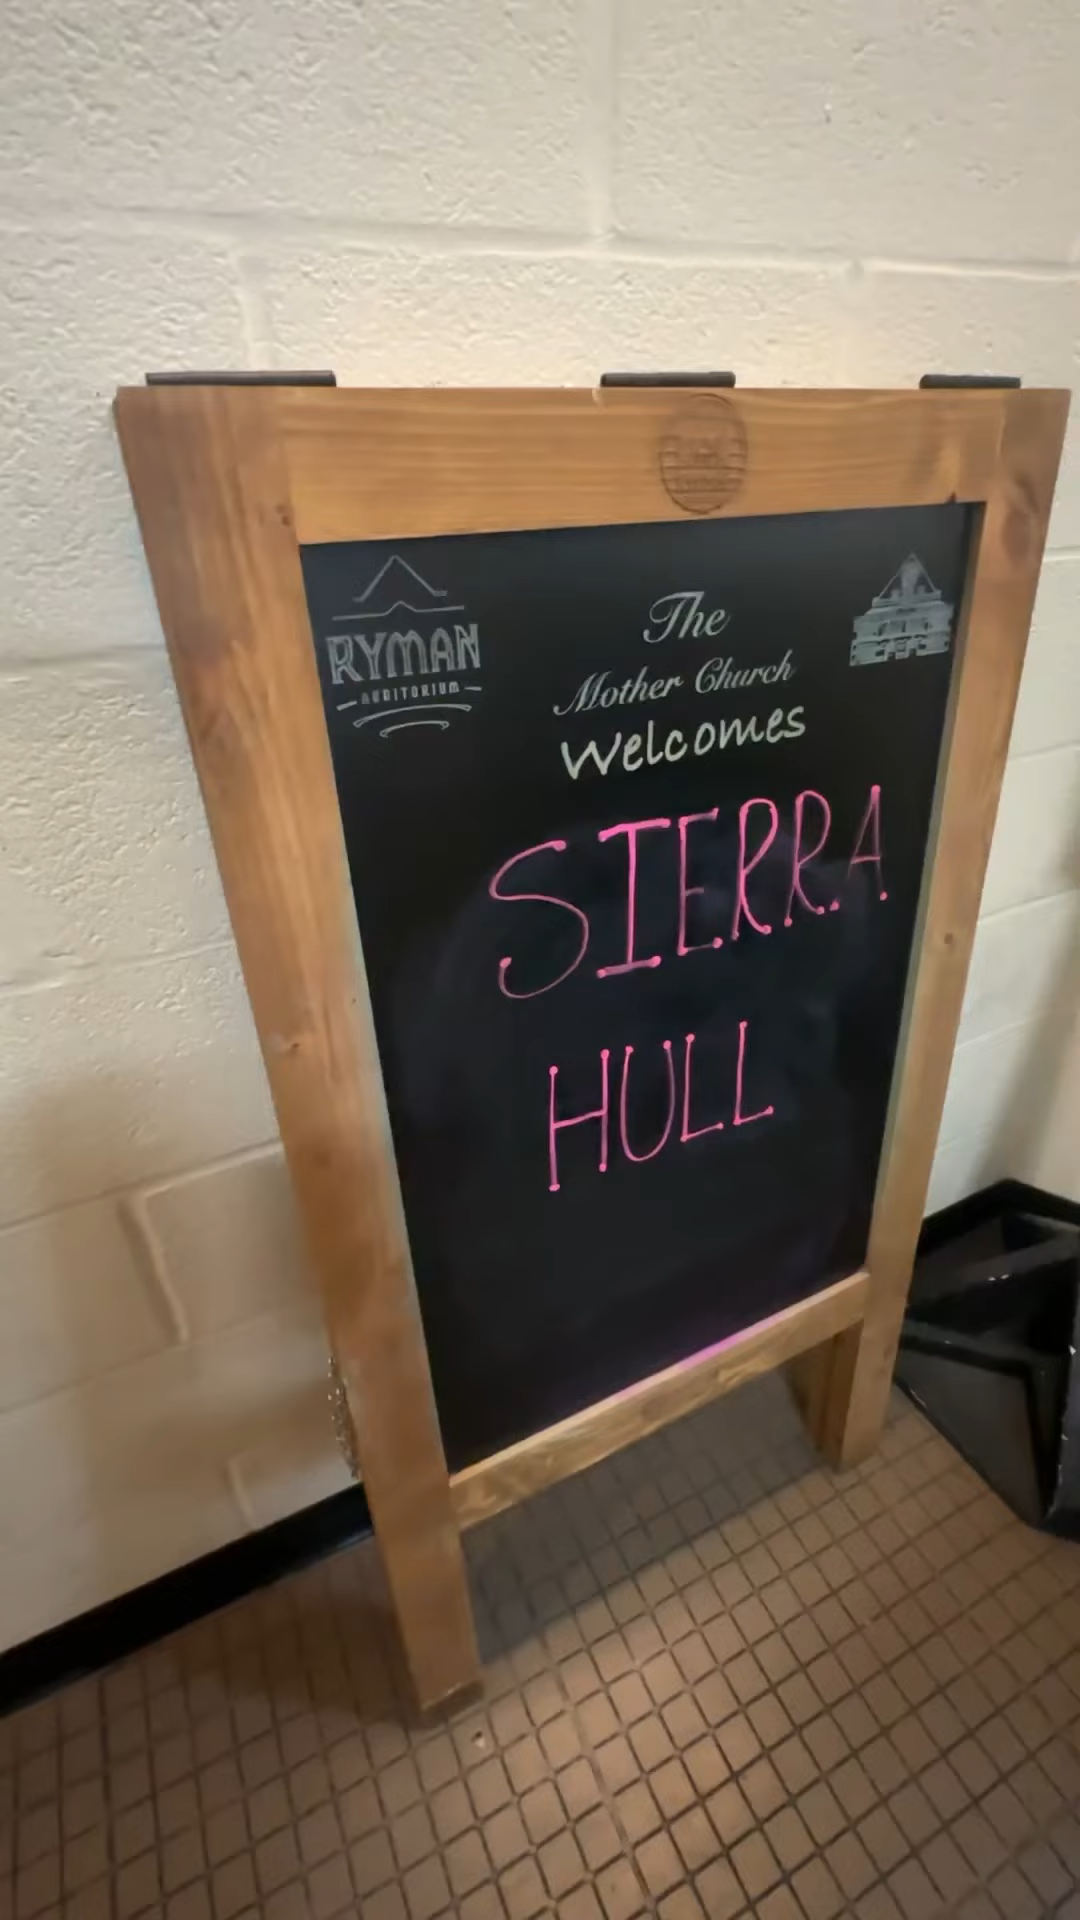 RYMAN
AUDITORIUM
The
Mother Church
Welcomes
SIERRA
HULL